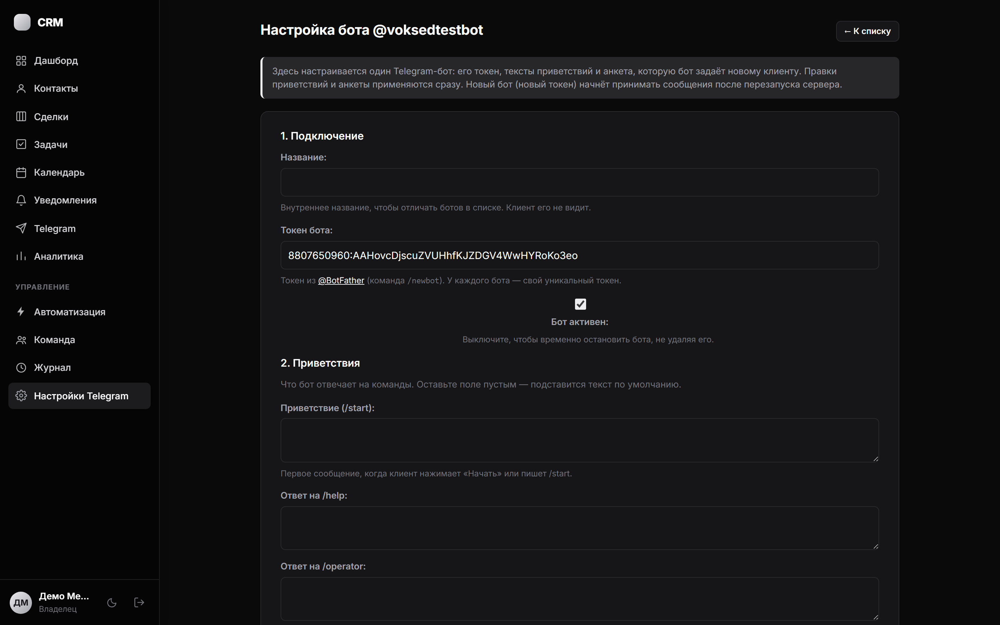 CRM
Дашборд
Контакты
Сделки
Задачи
Календарь
Уведомления
Telegram
Аналитика
УПРАВЛЕНИЕ
Автоматизация
Команда
Журнал
Настройки Telegram
ДМ
Демо Ме...
Владелец
Настройка бота @voksedtestbot
← К списку
Здесь настраивается один Telegram-бот: его токен, тексты приветствий и анкета, которую бот задаёт новому клиенту. Правки
приветствий и анкеты применяются сразу. Новый бот (новый токен) начнёт принимать сообщения после перезапуска сервера.
1. Подключение
Название:
Внутреннее название, чтобы отличать ботов в списке. Клиент его не видит.
Токен бота:
8807650960:AAHovcDjscuZVUHhfKJZDGV4WwHYRoKo3eo
Токен из @BotFather (команда /newbot). У каждого бота — свой уникальный токен.
Бот активен:
Выключите, чтобы временно остановить бота, не удаляя его.
2. Приветствия
Что бот отвечает на команды. Оставьте поле пустым — подставится текст по умолчанию.
Приветствие (/start):
Первое сообщение, когда клиент нажимает «Начать» или пишет /start.
Ответ на /help:
Ответ на /operator: